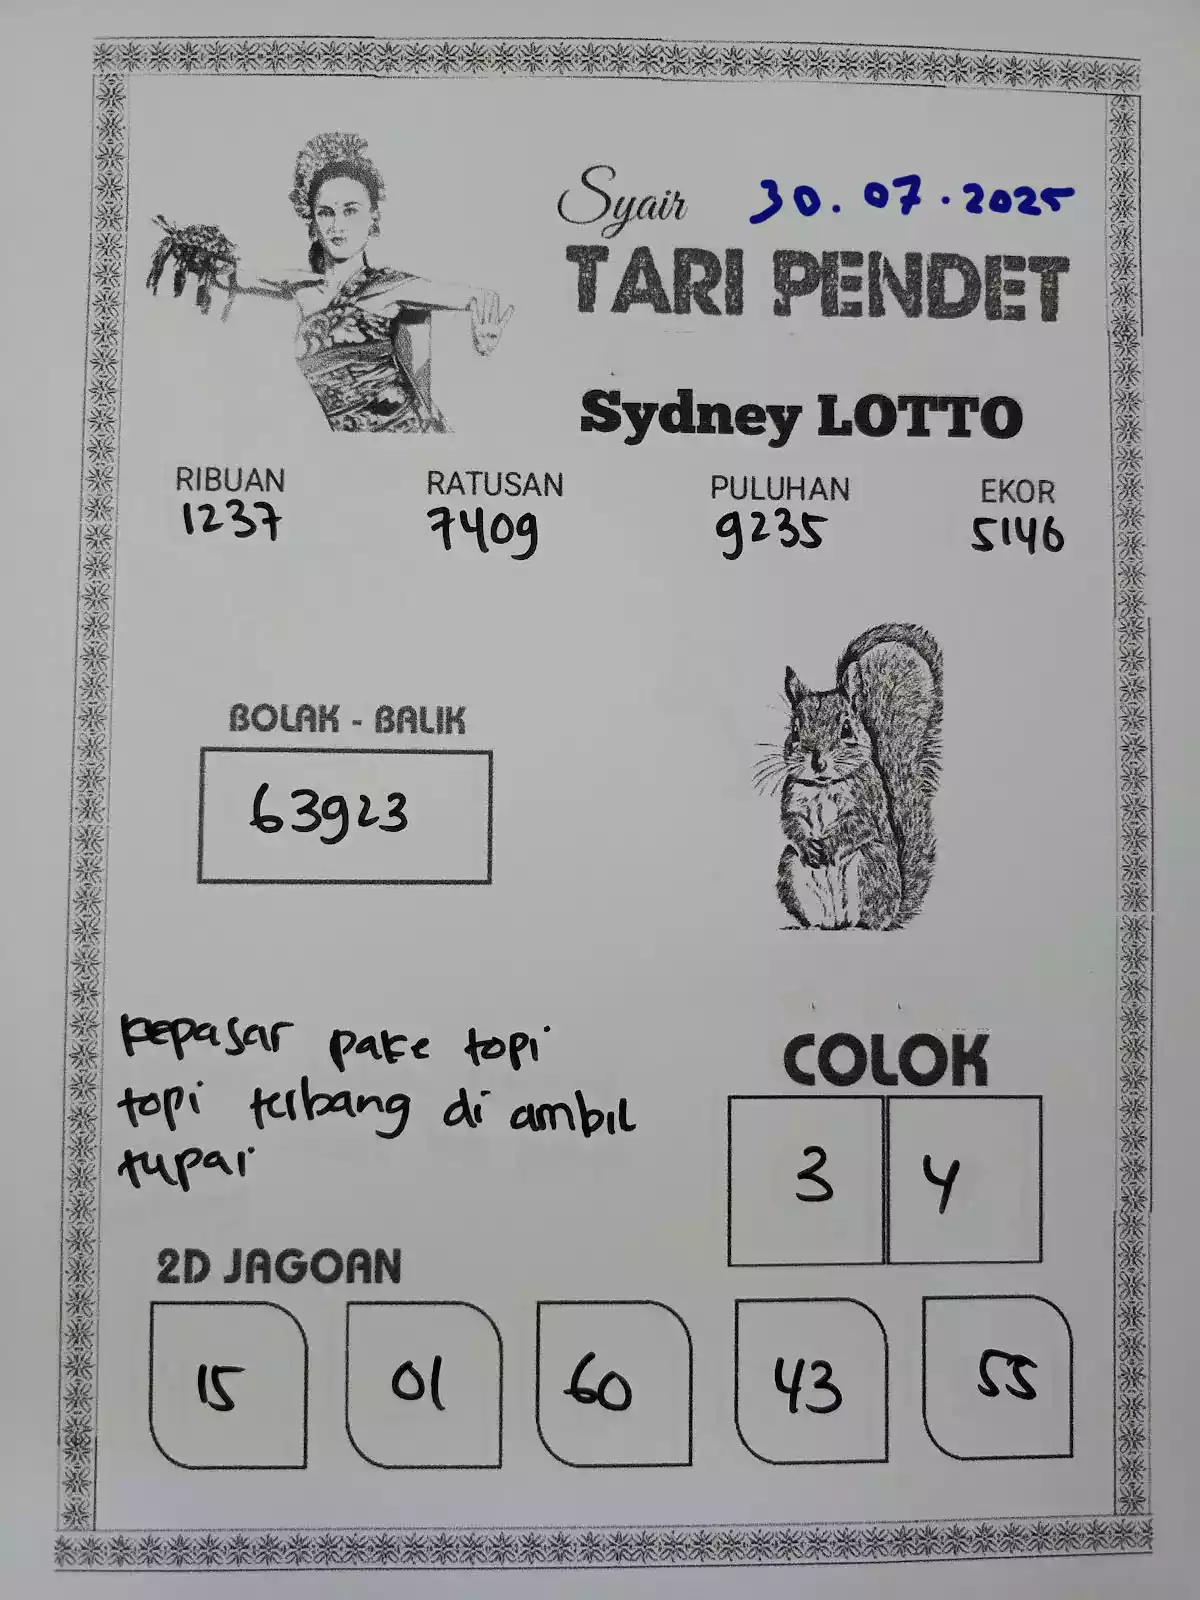 Syair 30.07.2025
TARI PENDET
Sydney LOTTO
RIBUAN RATUSAN PULUHAN EKOR
1237 7409 9235 5146
BOLAK - BALIK
63923
kepasar pake topi
topi terbang di ambil
tupai
COLOK
3 4
2D JAGOAN
15 01 60 43 55